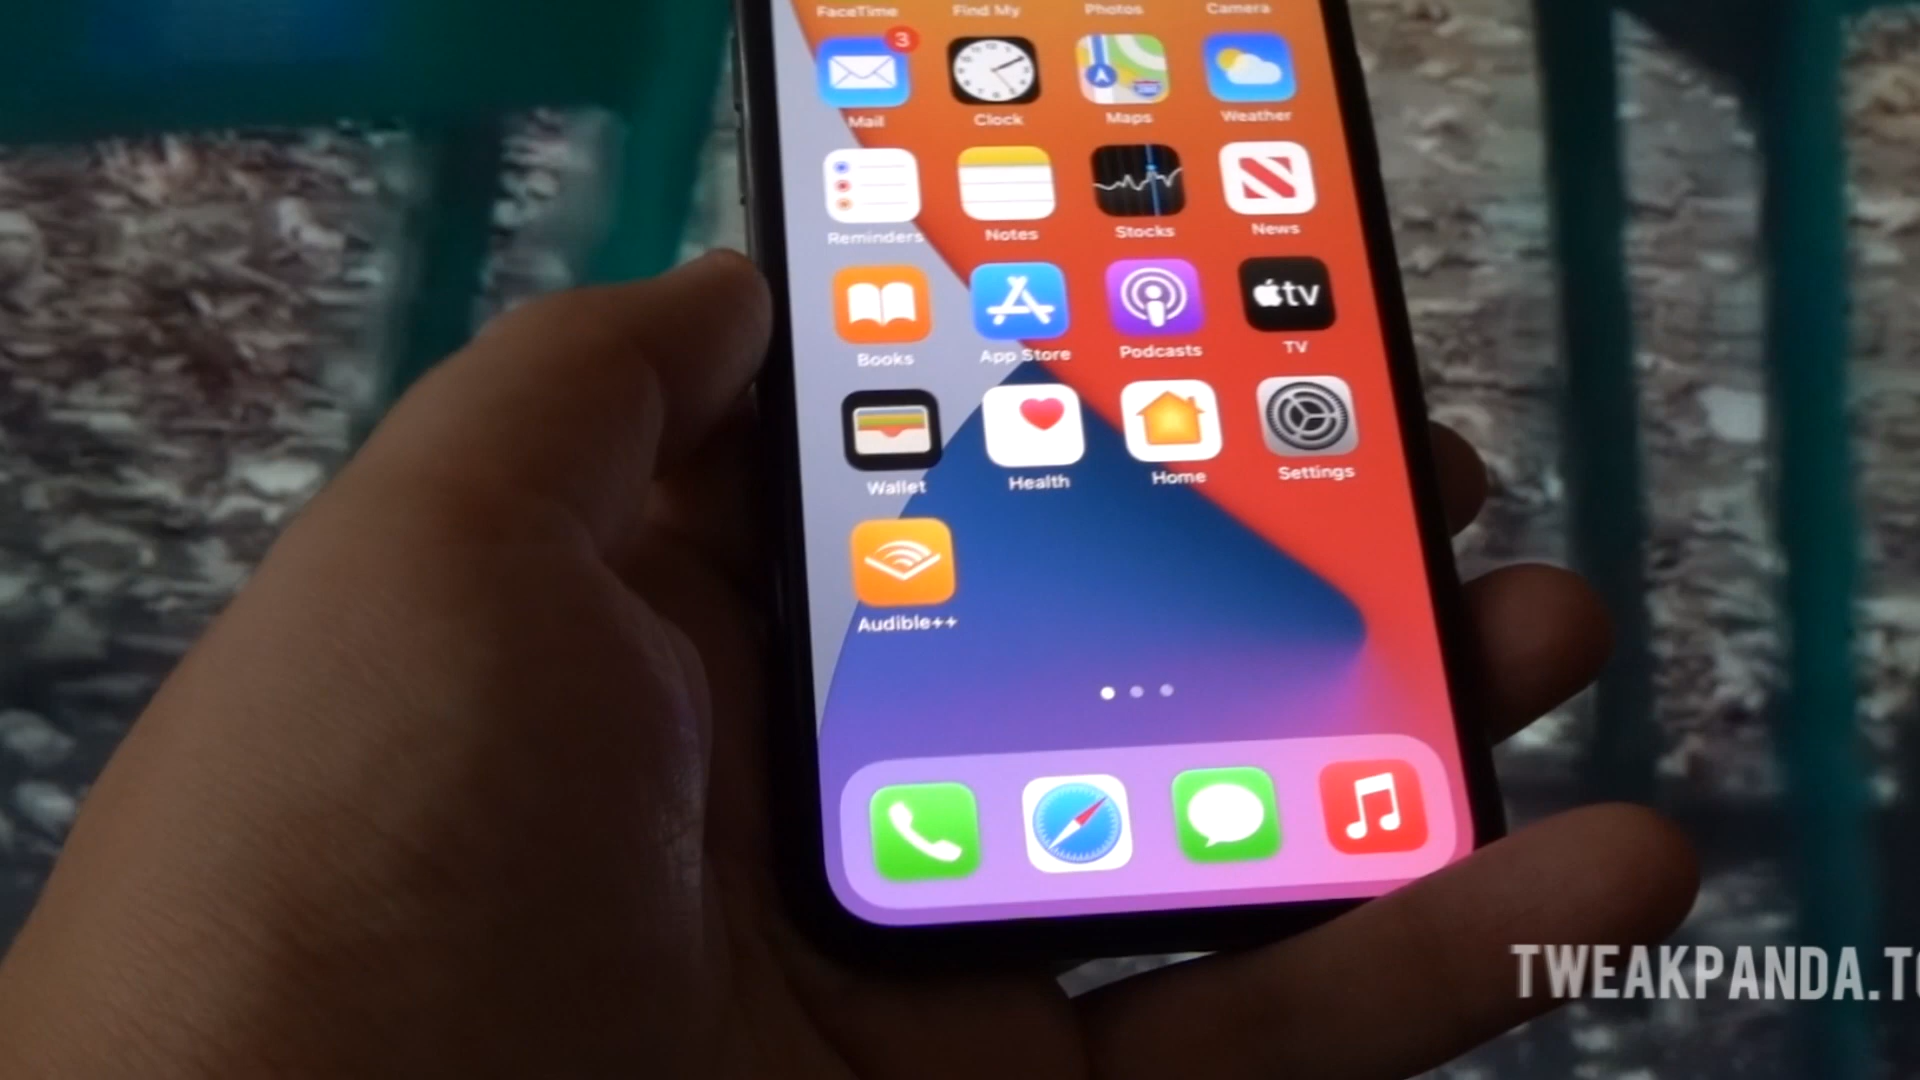 FaceTime Find My Photos Camera
3
Mail Clock Maps Weather
Reminders Notes Stocks News
tv
Books App Store Podcasts TV
Wallet Health Home Settings
Audible++
TWEAKPANDA.TO